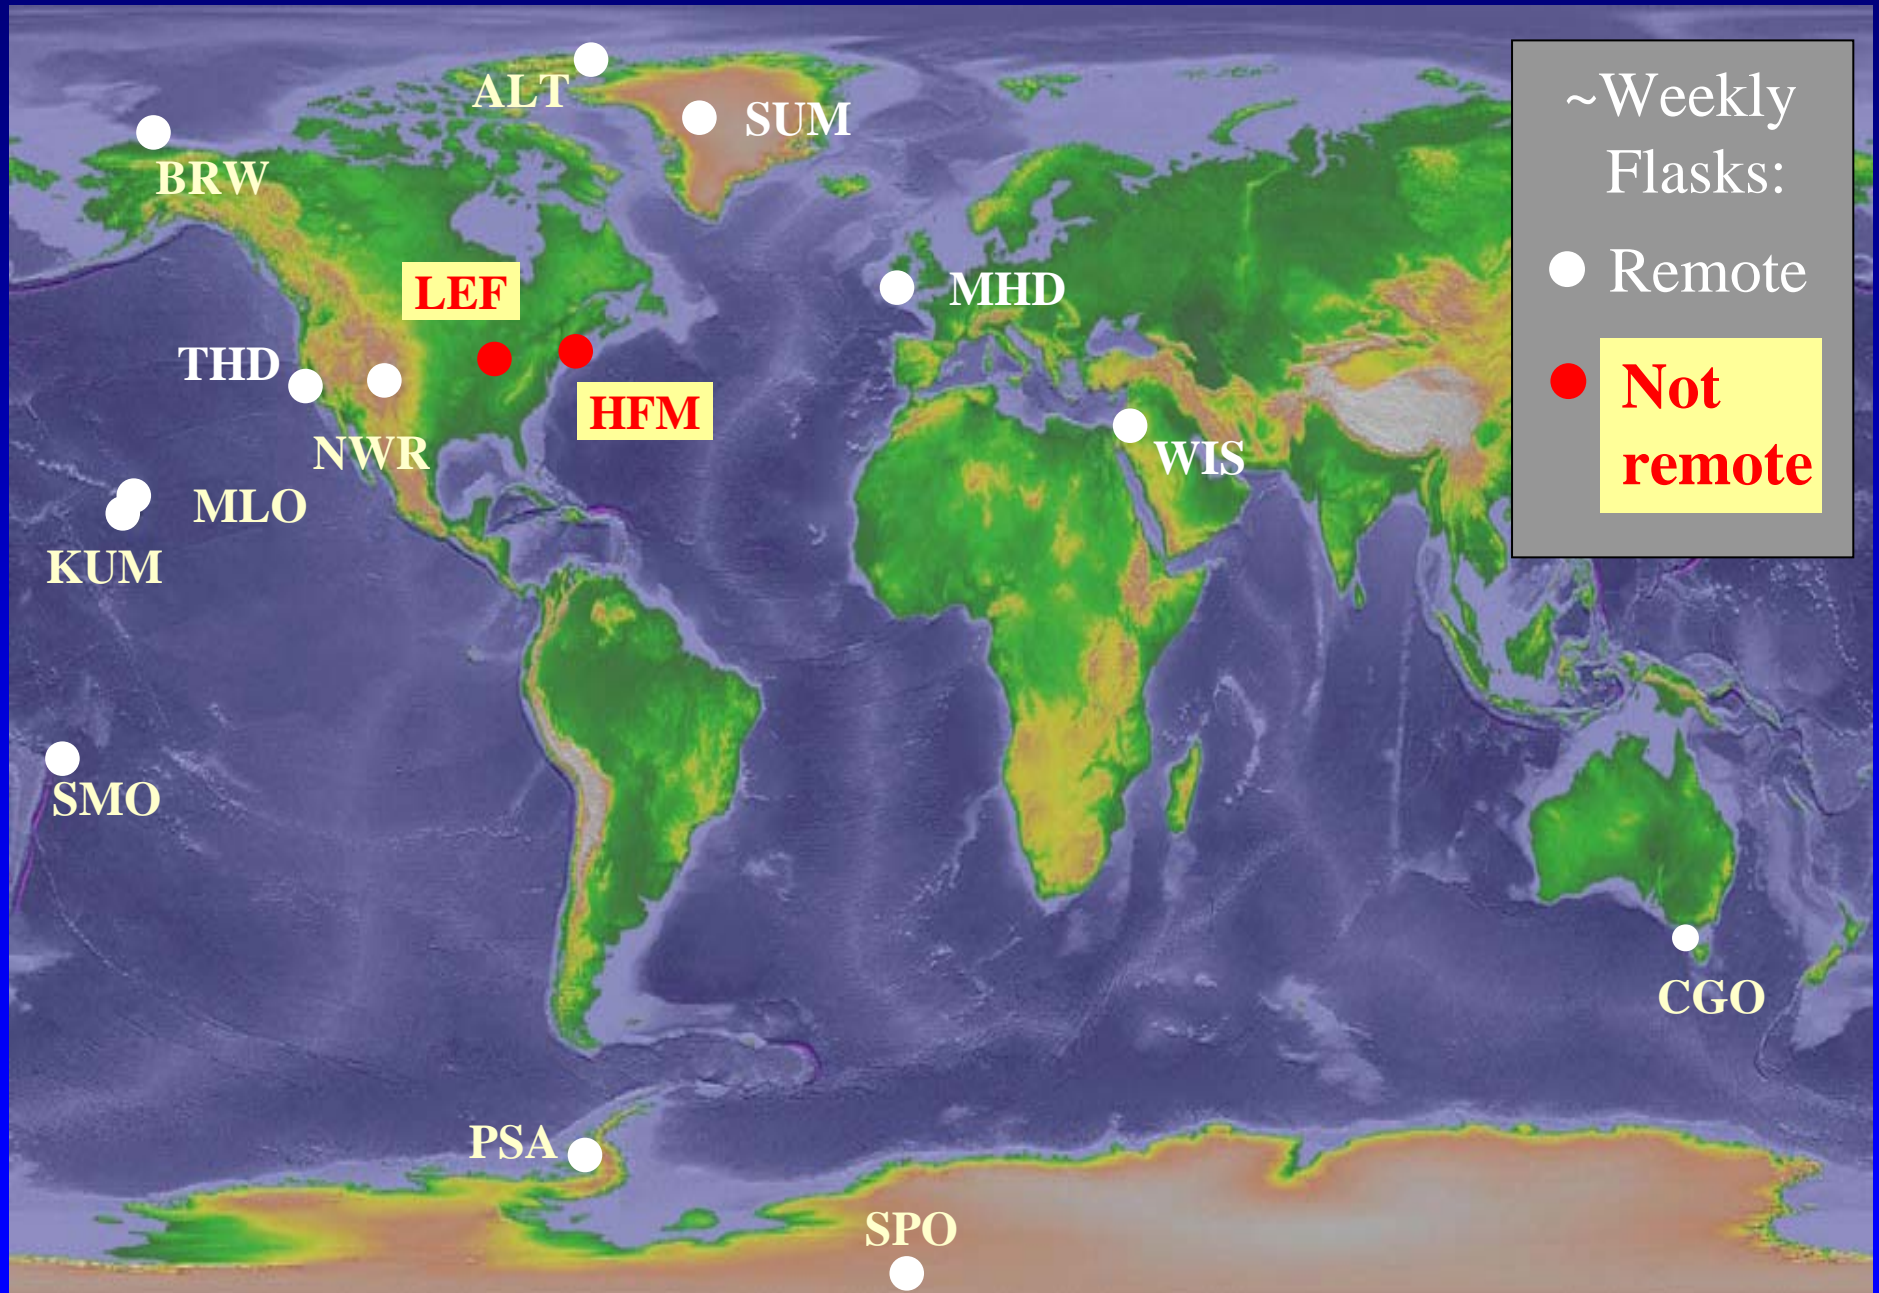 ~Weekly
Flasks:
Remote
Not
remote
ALT
SUM
BRW
LEF
MHD
THD
HFM
NWR
WIS
MLO
KUM
SMO
CGO
PSA
SPO